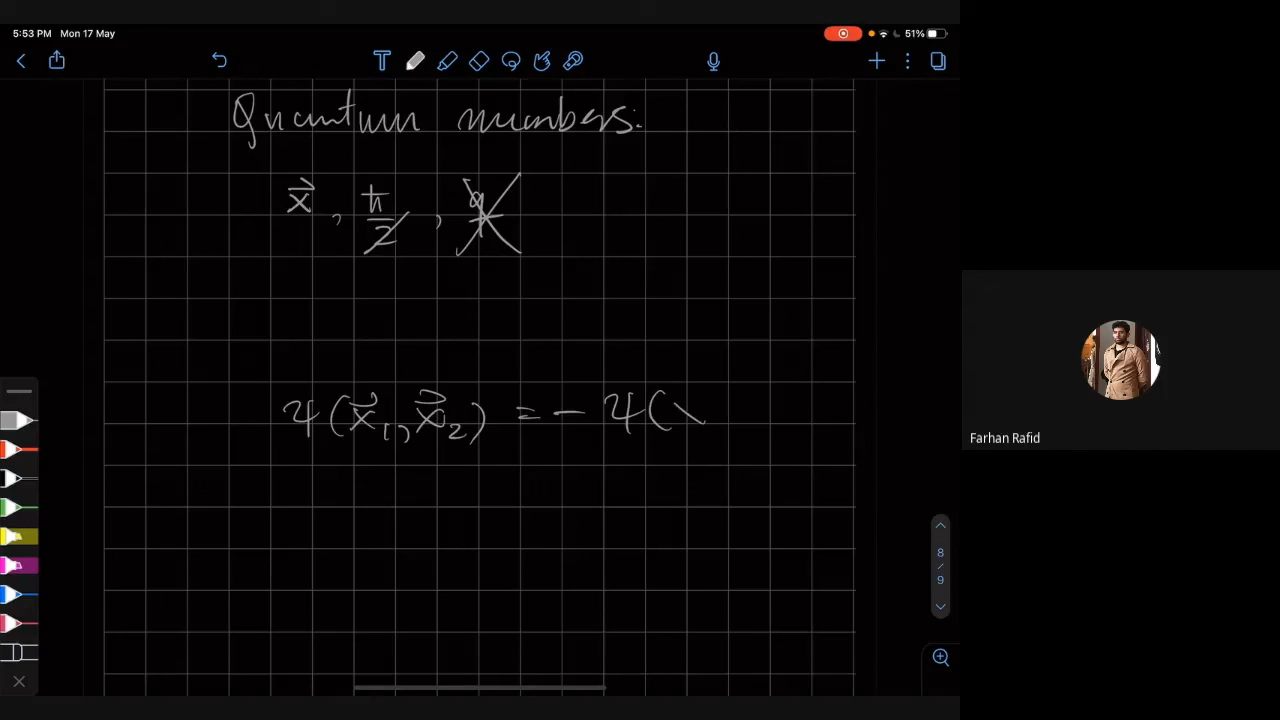 5:53 PM Mon 17 May
51%
T
Quantum numbers:
x⃗ , ħ/2 ,
Ψ(x⃗₁, x⃗₂) = - Ψ(
8
/
9
Farhan Rafid